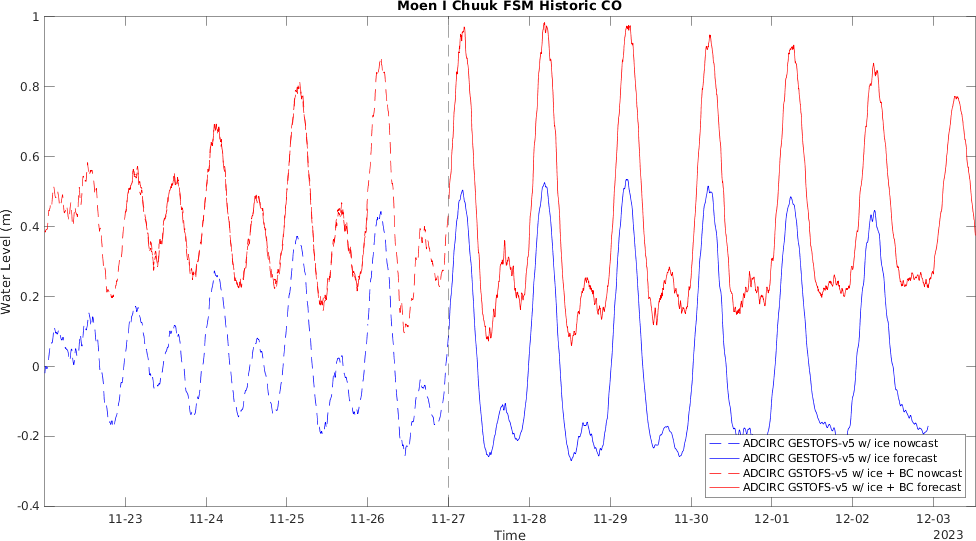 Moen I Chuuk FSM Historic CO
1
0.8
0.6
0.4
0.2
0
-0.2
-0.4
Water Level (m)
ADCIRC GESTOFS-v5 w/ ice nowcast
ADCIRC GESTOFS-v5 w/ ice forecast
ADCIRC GSTOFS-v5 w/ ice + BC nowcast
ADCIRC GSTOFS-v5 w/ ice + BC forecast
11-23 11-24 11-25 11-26 11-27 11-28 11-29 11-30 12-01 12-02 12-03
Time
2023